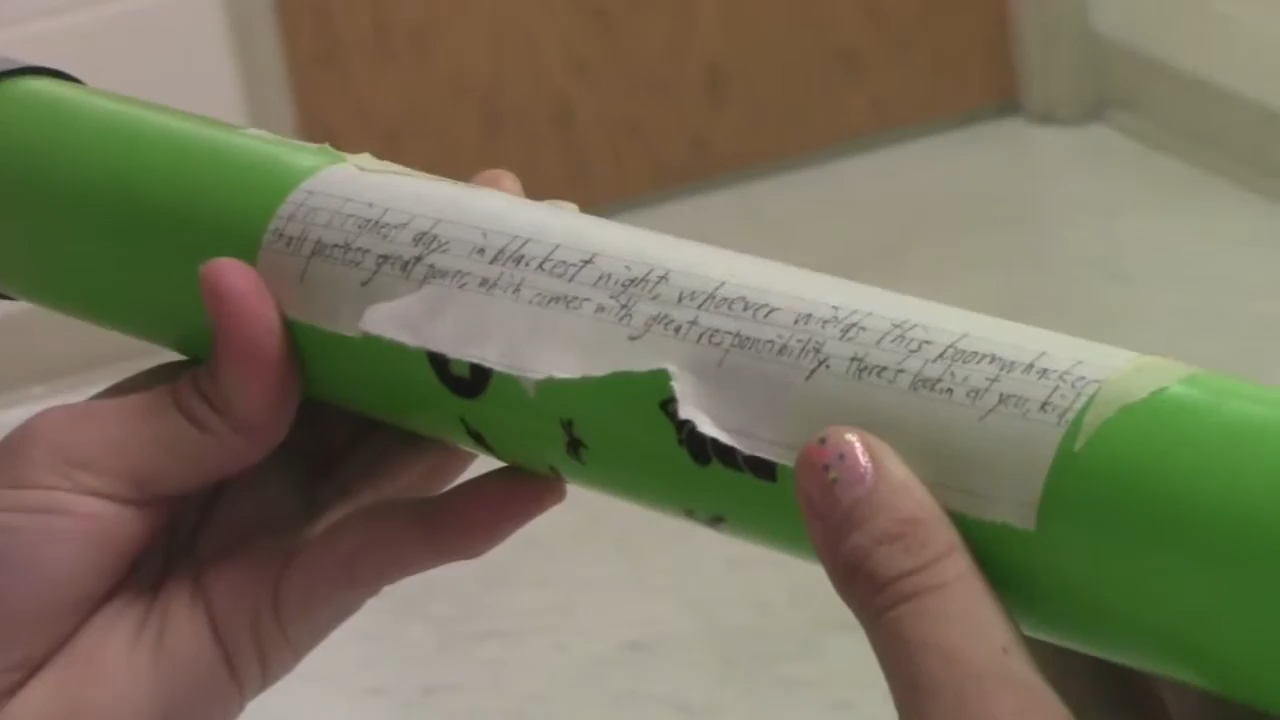 In brightest day, in blackest night, whoever wields this boomwhacker
shall possess great power, which comes with great responsibility. Here's lookin' at you, kid.